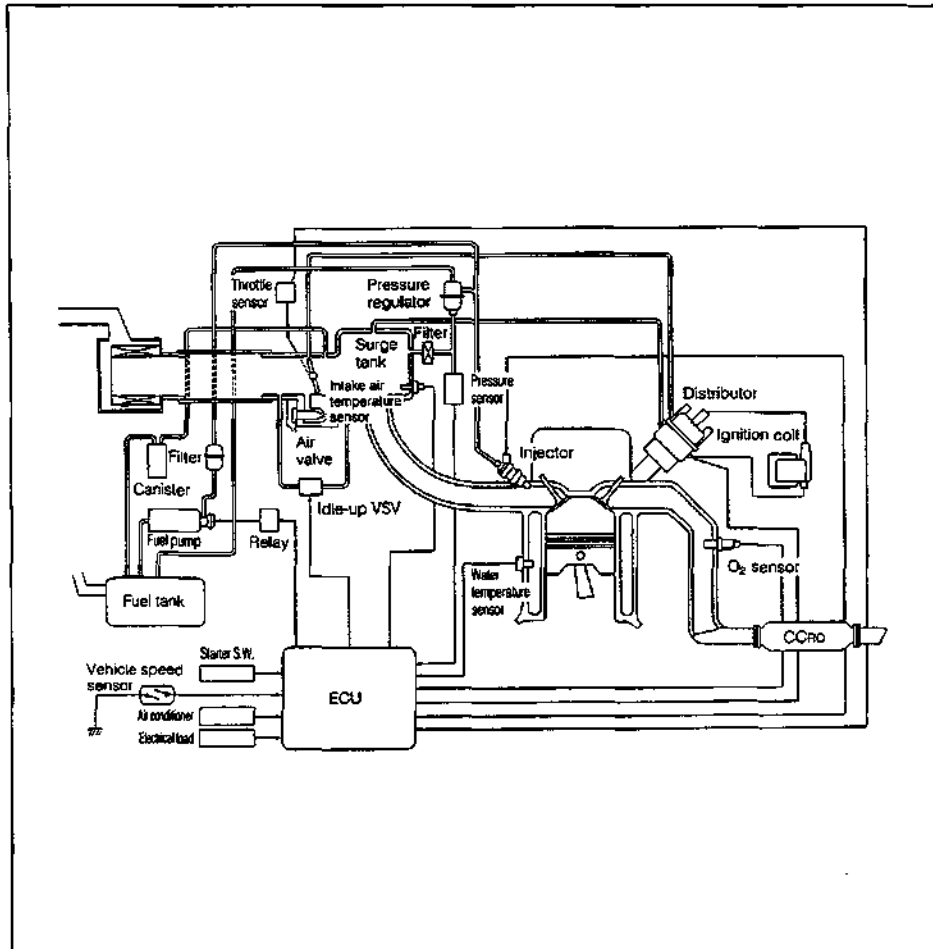 Throttle
sensor
Pressure
regulator
Filter
Surge
tank
Pressure
sensor
Intake air
temperature
sensor
Distributor
Ignition coil
Air
valve
Injector
Filter
Canister
Idle-up VSV
Fuel pump
Relay
O₂ sensor
Water
temperature
sensor
Fuel tank
CCRO
Starter S.W.
Vehicle speed
sensor
ECU
Air conditioner
Electrical load